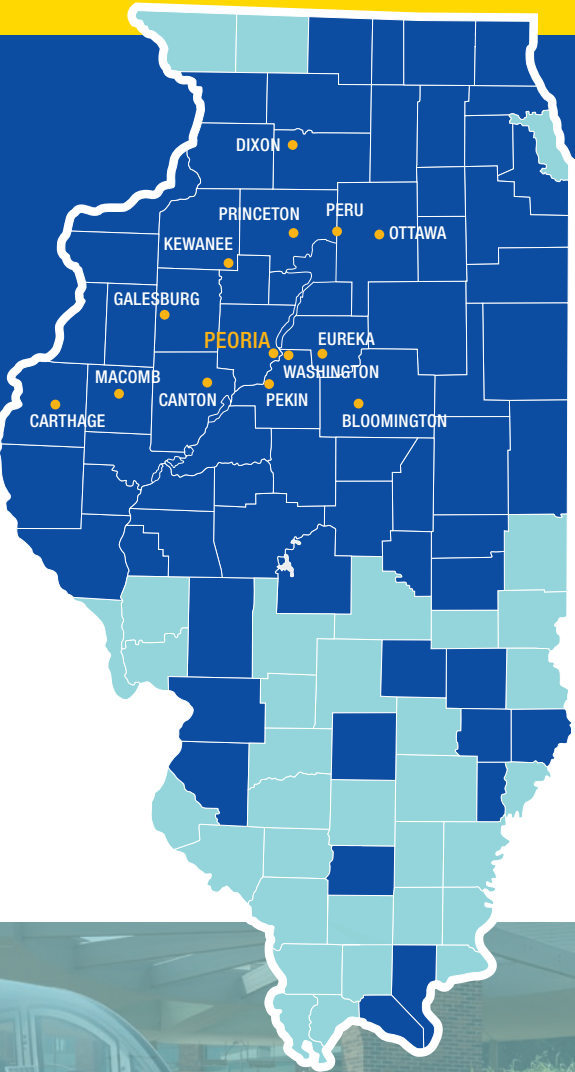 DIXON
PRINCETON
PERU
OTTAWA
KEWANEE
GALESBURG
PEORIA
EUREKA
WASHINGTON
MACOMB
CANTON
PEKIN
CARTHAGE
BLOOMINGTON